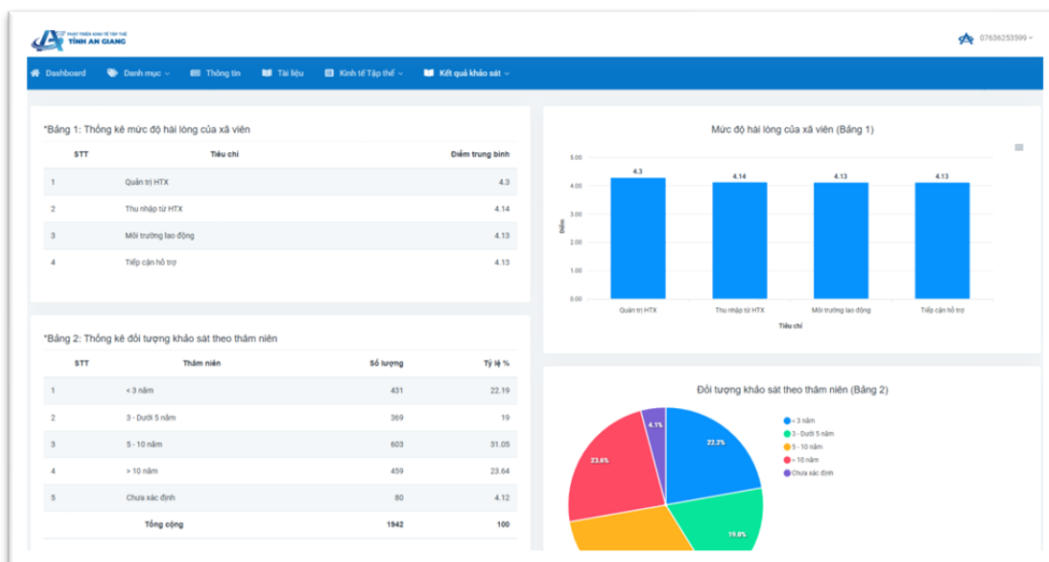 PHÁT TRIỂN KINH TẾ TẬP THỂ
TỈNH AN GIANG
07636253599
Dashboard Danh mục Thông tin Tài liệu Kinh tế Tập thể Kết quả khảo sát
*Bảng 1: Thống kê mức độ hài lòng của xã viên
STT Tiêu chí Điểm trung bình
1 Quản trị HTX 4.3
2 Thu nhập từ HTX 4.14
3 Môi trường lao động 4.13
4 Tiếp cận hỗ trợ 4.13
*Bảng 2: Thống kê đối tượng khảo sát theo thâm niên
STT Thâm niên Số lượng Tỷ lệ %
1 < 3 năm 431 22.19
2 3 - Dưới 5 năm 369 19
3 5 - 10 năm 603 31.05
4 > 10 năm 459 23.64
5 Chưa xác định 80 4.12
Tổng cộng 1942 100
Mức độ hài lòng của xã viên (Bảng 1)
5.00
4.00
3.00
2.00
1.00
0.00
Điểm
4.3 4.14 4.13 4.13
Quản trị HTX Thu nhập từ HTX Môi trường lao động Tiếp cận hỗ trợ
Tiêu chí
Đối tượng khảo sát theo thâm niên (Bảng 2)
4.1%
22.2%
23.6%
19.0%
< 3 năm
3 - Dưới 5 năm
5 - 10 năm
> 10 năm
Chưa xác định